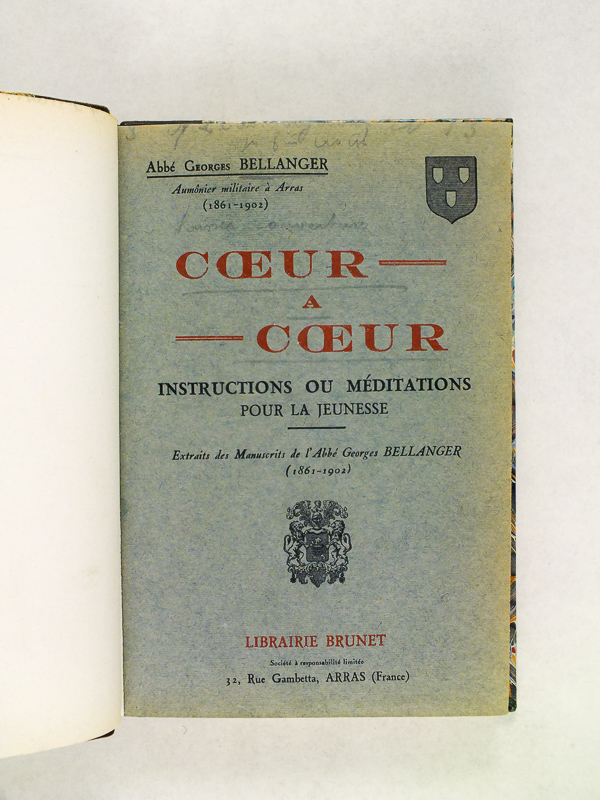 Abbé Georges BELLANGER
Aumônier militaire à Arras
(1861-1902)
CŒUR
A
CŒUR
INSTRUCTIONS OU MÉDITATIONS
POUR LA JEUNESSE
Extraits des Manuscrits de l'Abbé Georges BELLANGER
(1861-1902)
LIBRAIRIE BRUNET
Société à responsabilité limitée
32, Rue Gambetta, ARRAS (France)